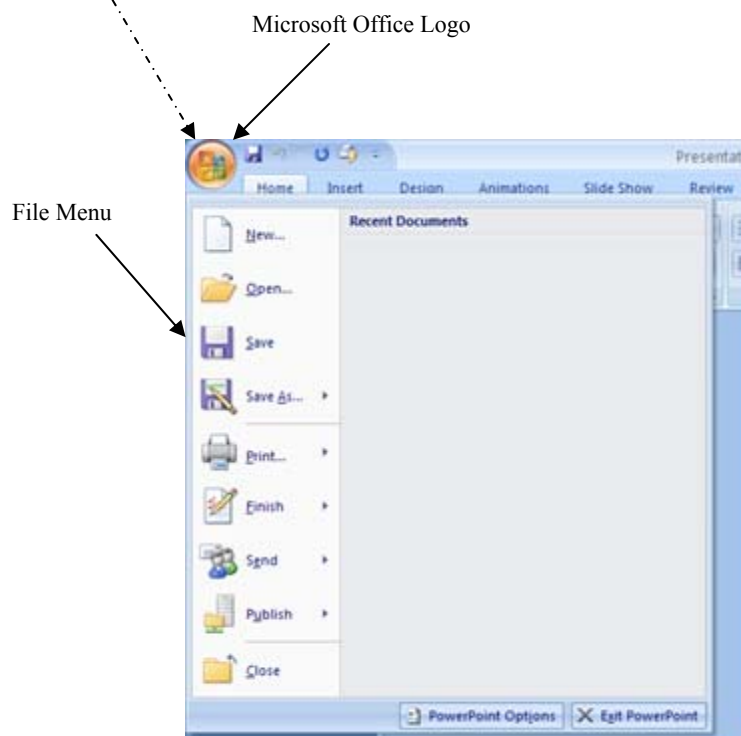 Microsoft Office Logo
Presentat
Home Insert Design Animations Slide Show Review
File Menu
Recent Documents
New...
Open...
Save
Save As...
Print...
Finish
Send
Publish
Close
PowerPoint Options Exit PowerPoint